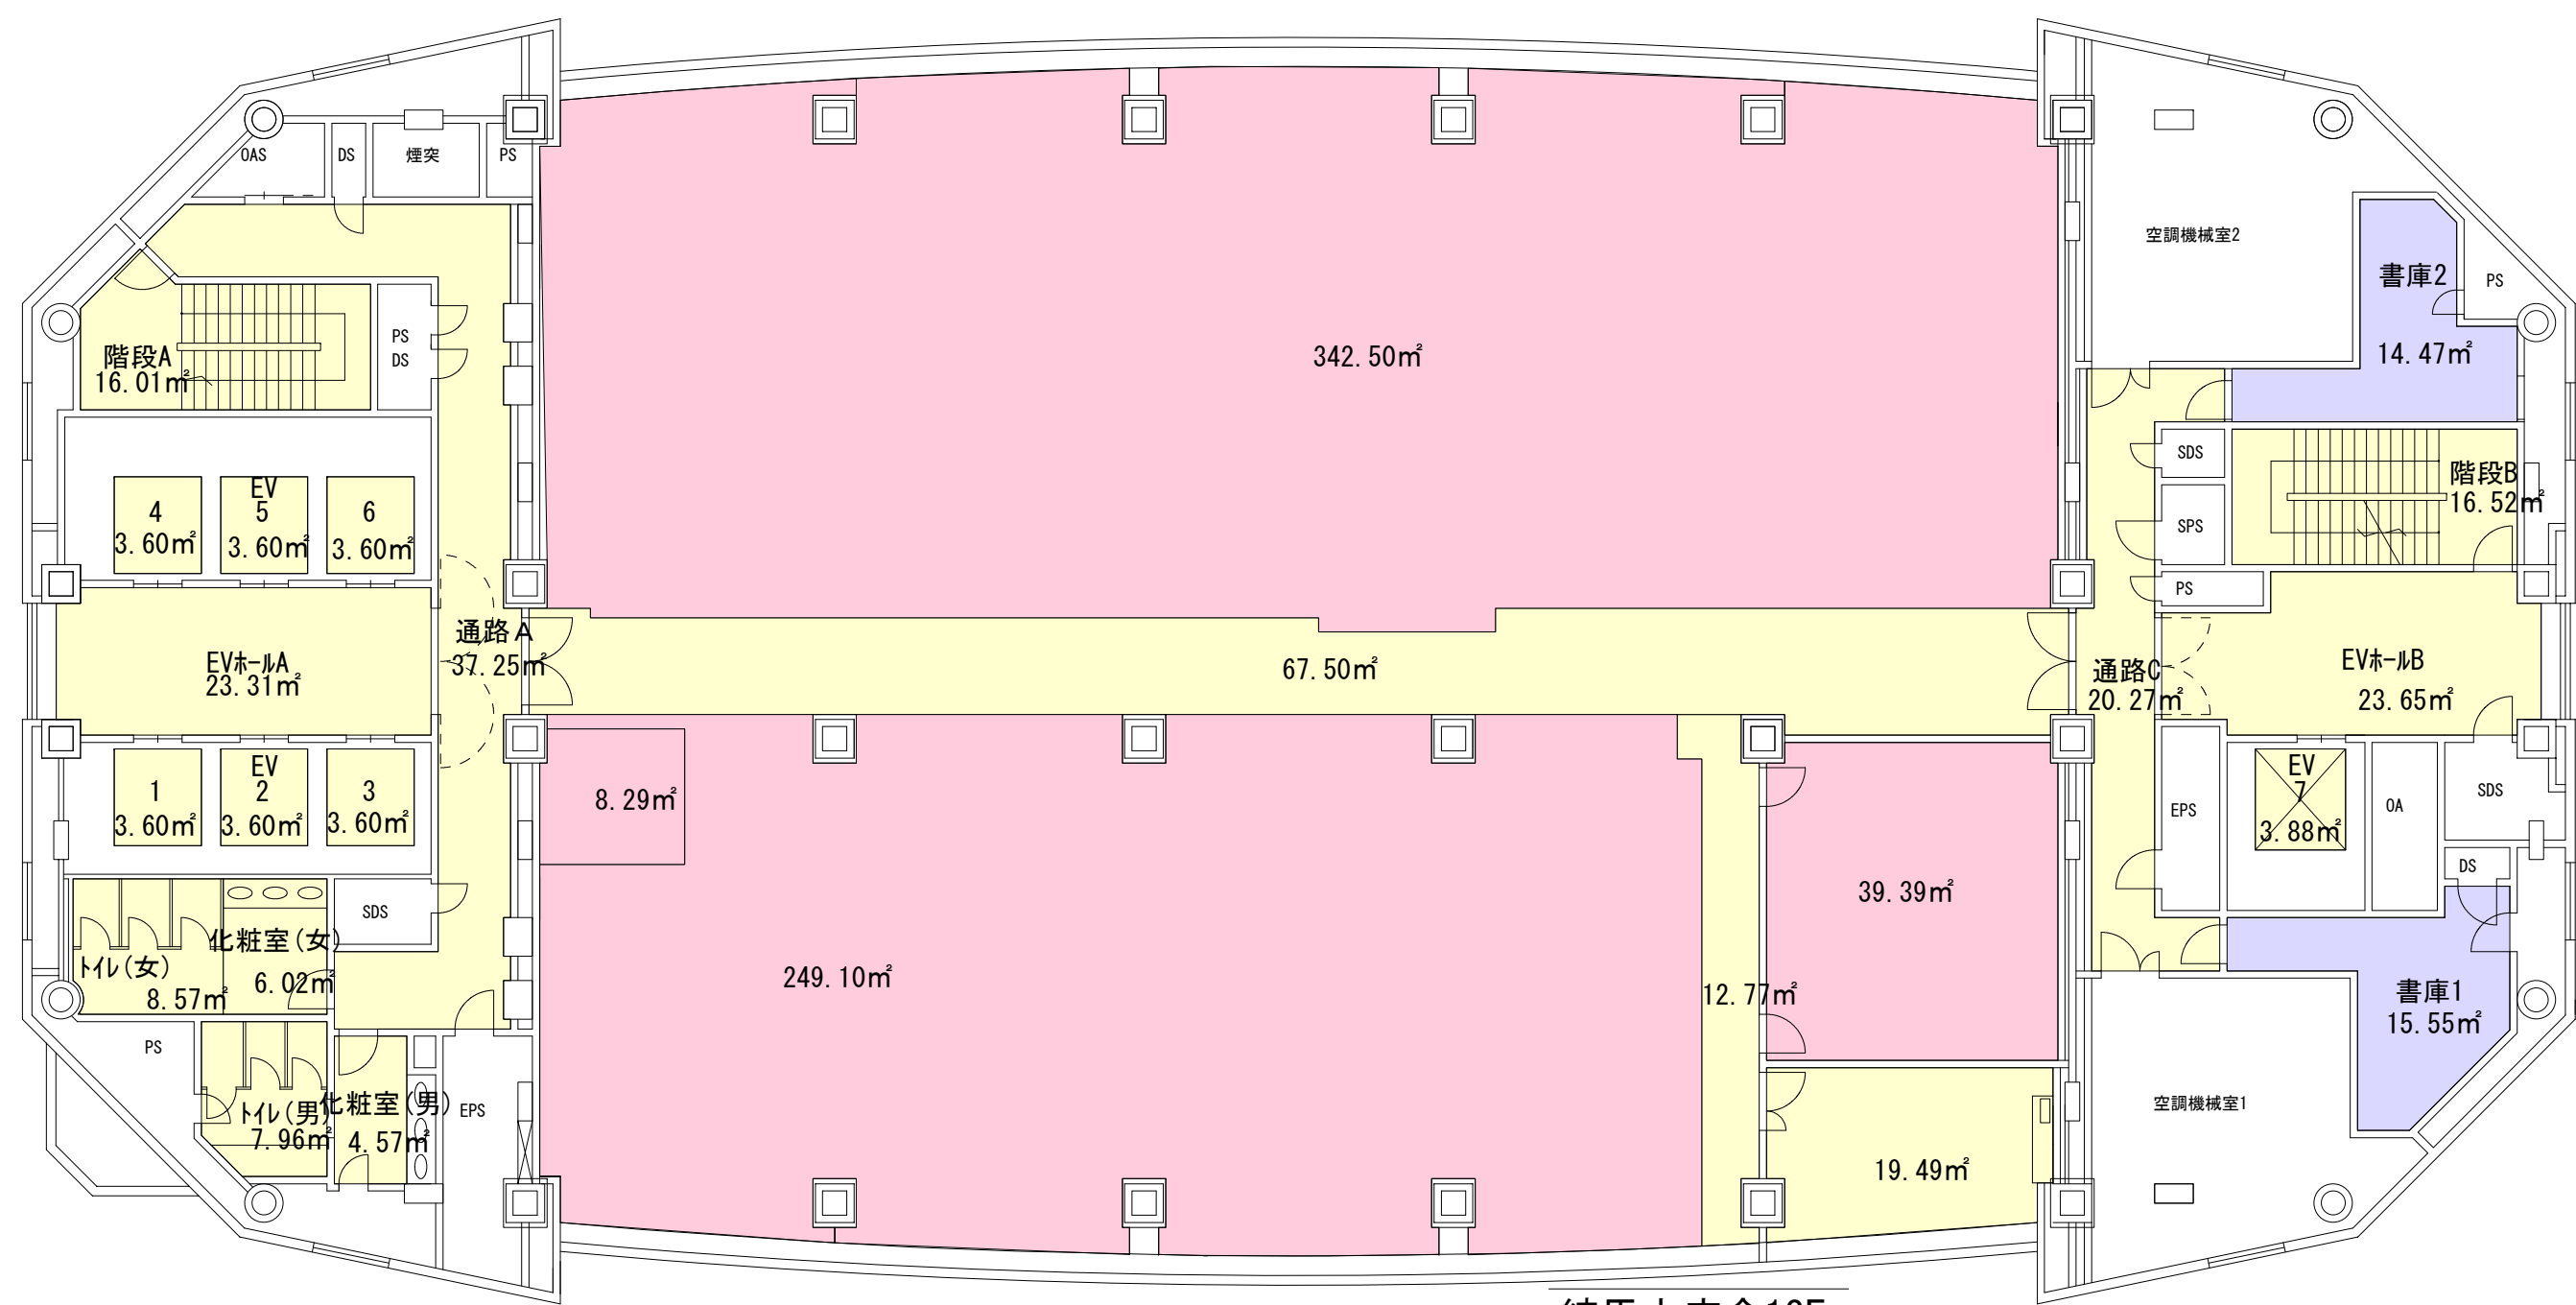 OAS
DS
煙突
PS
空調機械室2
書庫2
14.47㎡
PS
階段A
16.01㎡
PS
DS
342.50㎡
4
3.60㎡
EV
5
3.60㎡
6
3.60㎡
SDS
SPS
PS
階段B
16.52㎡
EVホールA
23.31㎡
通路A
37.25㎡
67.50㎡
通路C
20.27㎡
EVホールB
23.65㎡
1
3.60㎡
EV
2
3.60㎡
3
3.60㎡
8.29㎡
EPS
EV
7
3.88㎡
OA
SDS
DS
SDS
化粧室(女)
6.02㎡
トイレ(女)
8.57㎡
249.10㎡
12.77㎡
39.39㎡
書庫1
15.55㎡
PS
トイレ(男)
7.96㎡
化粧室(男)
4.57㎡
EPS
19.49㎡
空調機械室1